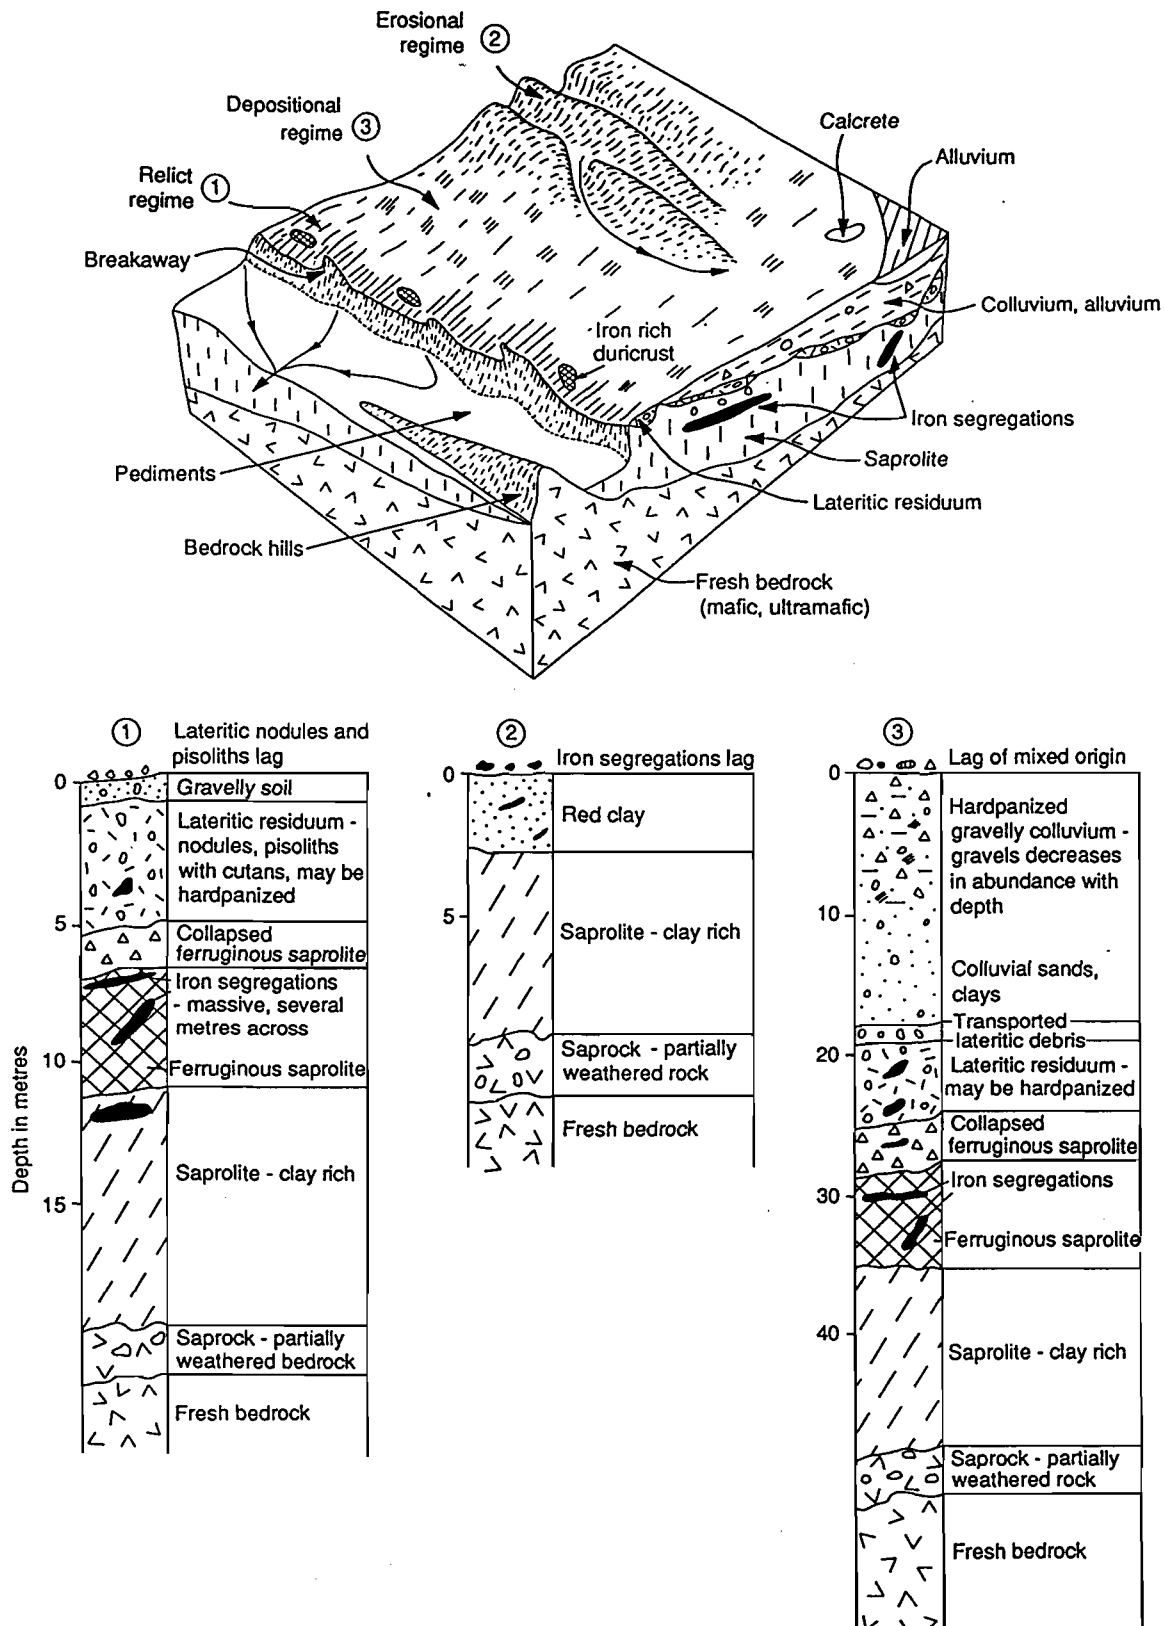 Erosional
regime ②
Depositional
regime ③
Relict
regime ①
Breakaway
Calcrete
Alluvium
Colluvium, alluvium
Iron rich
duricrust
Iron segregations
Saprolite
Lateritic residuum
Pediments
Bedrock hills
Fresh bedrock
(mafic, ultramafic)
①
Lateritic nodules and
pisoliths lag
0
Gravelly soil
Lateritic residuum -
nodules, pisoliths
with cutans, may be
hardpanized
5
Collapsed
ferruginous saprolite
Iron segregations
- massive, several
metres across
10
Ferruginous saprolite
Depth in metres
Saprolite - clay rich
15
Saprock - partially
weathered bedrock
Fresh bedrock
②
Iron segregations lag
0
Red clay
5
Saprolite - clay rich
Saprock - partially
weathered rock
Fresh bedrock
③
Lag of mixed origin
0
Hardpanized
gravelly colluvium -
gravels decreases
in abundance with
depth
10
Colluvial sands,
clays
Transported
lateritic debris
20
Lateritic residuum -
may be hardpanized
Collapsed
ferruginous saprolite
Iron segregations
30
Ferruginous saprolite
40
Saprolite - clay rich
Saprock - partially
weathered rock
Fresh bedrock